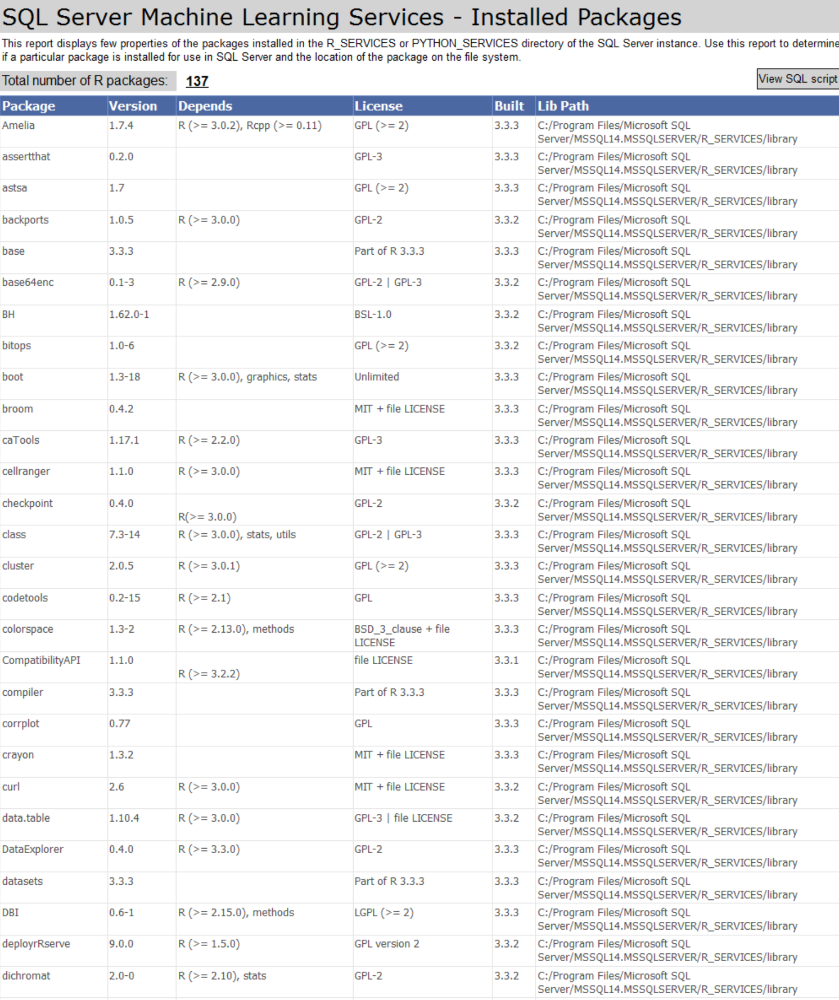 SQL Server Machine Learning Services - Installed Packages
This report displays few properties of the packages installed in the R_SERVICES or PYTHON_SERVICES directory of the SQL Server instance. Use this report to determine
if a particular package is installed for use in SQL Server and the location of the package on the file system.
Total number of R packages: 137 View SQL script
Package Version Depends License Built Lib Path
Amelia 1.7.4 R (>= 3.0.2), Rcpp (>= 0.11) GPL (>= 2) 3.3.3 C:/Program Files/Microsoft SQL
Server/MSSQL14.MSSQLSERVER/R_SERVICES/library
assertthat 0.2.0 GPL-3 3.3.3 C:/Program Files/Microsoft SQL
Server/MSSQL14.MSSQLSERVER/R_SERVICES/library
astsa 1.7 GPL (>= 2) 3.3.3 C:/Program Files/Microsoft SQL
Server/MSSQL14.MSSQLSERVER/R_SERVICES/library
backports 1.0.5 R (>= 3.0.0) GPL-2 3.3.2 C:/Program Files/Microsoft SQL
Server/MSSQL14.MSSQLSERVER/R_SERVICES/library
base 3.3.3 Part of R 3.3.3 3.3.3 C:/Program Files/Microsoft SQL
Server/MSSQL14.MSSQLSERVER/R_SERVICES/library
base64enc 0.1-3 R (>= 2.9.0) GPL-2 | GPL-3 3.3.2 C:/Program Files/Microsoft SQL
Server/MSSQL14.MSSQLSERVER/R_SERVICES/library
BH 1.62.0-1 BSL-1.0 3.3.2 C:/Program Files/Microsoft SQL
Server/MSSQL14.MSSQLSERVER/R_SERVICES/library
bitops 1.0-6 GPL (>= 2) 3.3.2 C:/Program Files/Microsoft SQL
Server/MSSQL14.MSSQLSERVER/R_SERVICES/library
boot 1.3-18 R (>= 3.0.0), graphics, stats Unlimited 3.3.3 C:/Program Files/Microsoft SQL
Server/MSSQL14.MSSQLSERVER/R_SERVICES/library
broom 0.4.2 MIT + file LICENSE 3.3.3 C:/Program Files/Microsoft SQL
Server/MSSQL14.MSSQLSERVER/R_SERVICES/library
caTools 1.17.1 R (>= 2.2.0) GPL-3 3.3.3 C:/Program Files/Microsoft SQL
Server/MSSQL14.MSSQLSERVER/R_SERVICES/library
cellranger 1.1.0 R (>= 3.0.0) MIT + file LICENSE 3.3.3 C:/Program Files/Microsoft SQL
Server/MSSQL14.MSSQLSERVER/R_SERVICES/library
checkpoint 0.4.0 GPL-2 3.3.2 C:/Program Files/Microsoft SQL
R(>= 3.0.0) Server/MSSQL14.MSSQLSERVER/R_SERVICES/library
class 7.3-14 R (>= 3.0.0), stats, utils GPL-2 | GPL-3 3.3.3 C:/Program Files/Microsoft SQL
Server/MSSQL14.MSSQLSERVER/R_SERVICES/library
cluster 2.0.5 R (>= 3.0.1) GPL (>= 2) 3.3.3 C:/Program Files/Microsoft SQL
Server/MSSQL14.MSSQLSERVER/R_SERVICES/library
codetools 0.2-15 R (>= 2.1) GPL 3.3.3 C:/Program Files/Microsoft SQL
Server/MSSQL14.MSSQLSERVER/R_SERVICES/library
colorspace 1.3-2 R (>= 2.13.0), methods BSD_3_clause + file 3.3.3 C:/Program Files/Microsoft SQL
LICENSE Server/MSSQL14.MSSQLSERVER/R_SERVICES/library
CompatibilityAPI 1.1.0 file LICENSE 3.3.1 C:/Program Files/Microsoft SQL
R (>= 3.2.2) Server/MSSQL14.MSSQLSERVER/R_SERVICES/library
compiler 3.3.3 Part of R 3.3.3 3.3.3 C:/Program Files/Microsoft SQL
Server/MSSQL14.MSSQLSERVER/R_SERVICES/library
corrplot 0.77 GPL 3.3.3 C:/Program Files/Microsoft SQL
Server/MSSQL14.MSSQLSERVER/R_SERVICES/library
crayon 1.3.2 MIT + file LICENSE 3.3.3 C:/Program Files/Microsoft SQL
Server/MSSQL14.MSSQLSERVER/R_SERVICES/library
curl 2.6 R (>= 3.0.0) MIT + file LICENSE 3.3.2 C:/Program Files/Microsoft SQL
Server/MSSQL14.MSSQLSERVER/R_SERVICES/library
data.table 1.10.4 R (>= 3.0.0) GPL-3 | file LICENSE 3.3.2 C:/Program Files/Microsoft SQL
Server/MSSQL14.MSSQLSERVER/R_SERVICES/library
DataExplorer 0.4.0 R (>= 3.3.0) GPL-2 3.3.3 C:/Program Files/Microsoft SQL
Server/MSSQL14.MSSQLSERVER/R_SERVICES/library
datasets 3.3.3 Part of R 3.3.3 3.3.3 C:/Program Files/Microsoft SQL
Server/MSSQL14.MSSQLSERVER/R_SERVICES/library
DBI 0.6-1 R (>= 2.15.0), methods LGPL (>= 2) 3.3.3 C:/Program Files/Microsoft SQL
Server/MSSQL14.MSSQLSERVER/R_SERVICES/library
deployrRserve 9.0.0 R (>= 1.5.0) GPL version 2 3.3.2 C:/Program Files/Microsoft SQL
Server/MSSQL14.MSSQLSERVER/R_SERVICES/library
dichromat 2.0-0 R (>= 2.10), stats GPL-2 3.3.2 C:/Program Files/Microsoft SQL
Server/MSSQL14.MSSQLSERVER/R_SERVICES/library